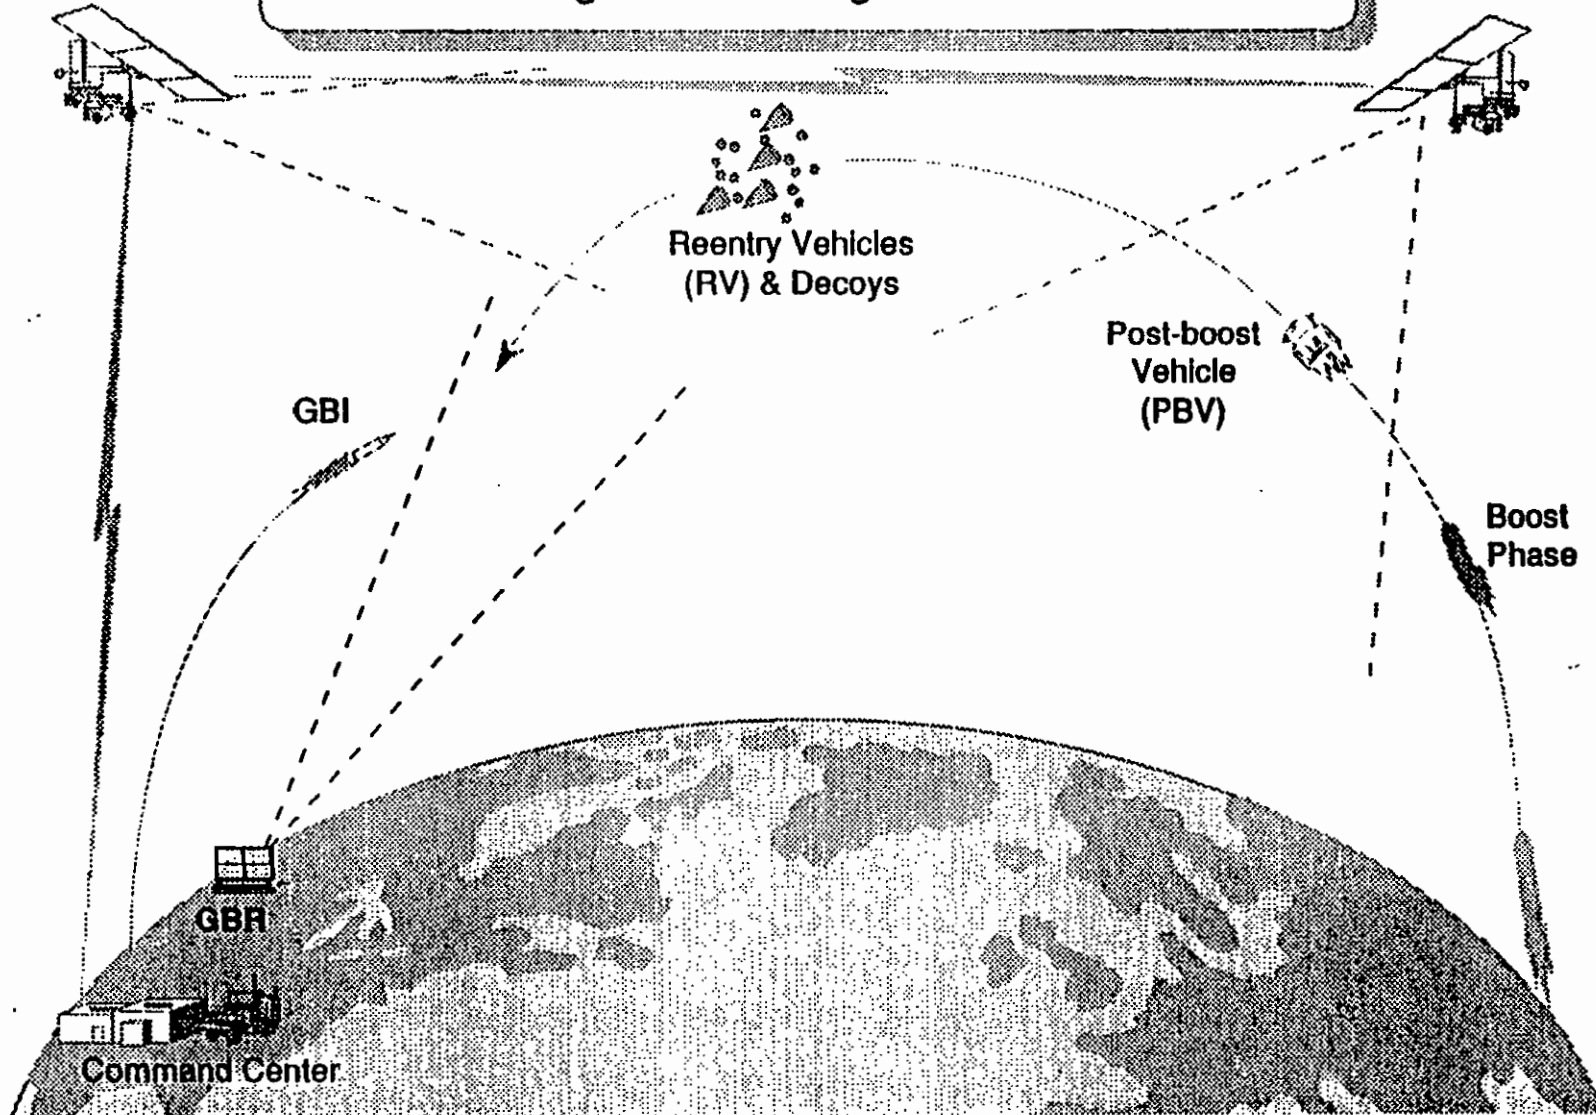 Reentry Vehicles
(RV) & Decoys
Post-boost
Vehicle
(PBV)
GBI
Boost
Phase
GBR
Command Center